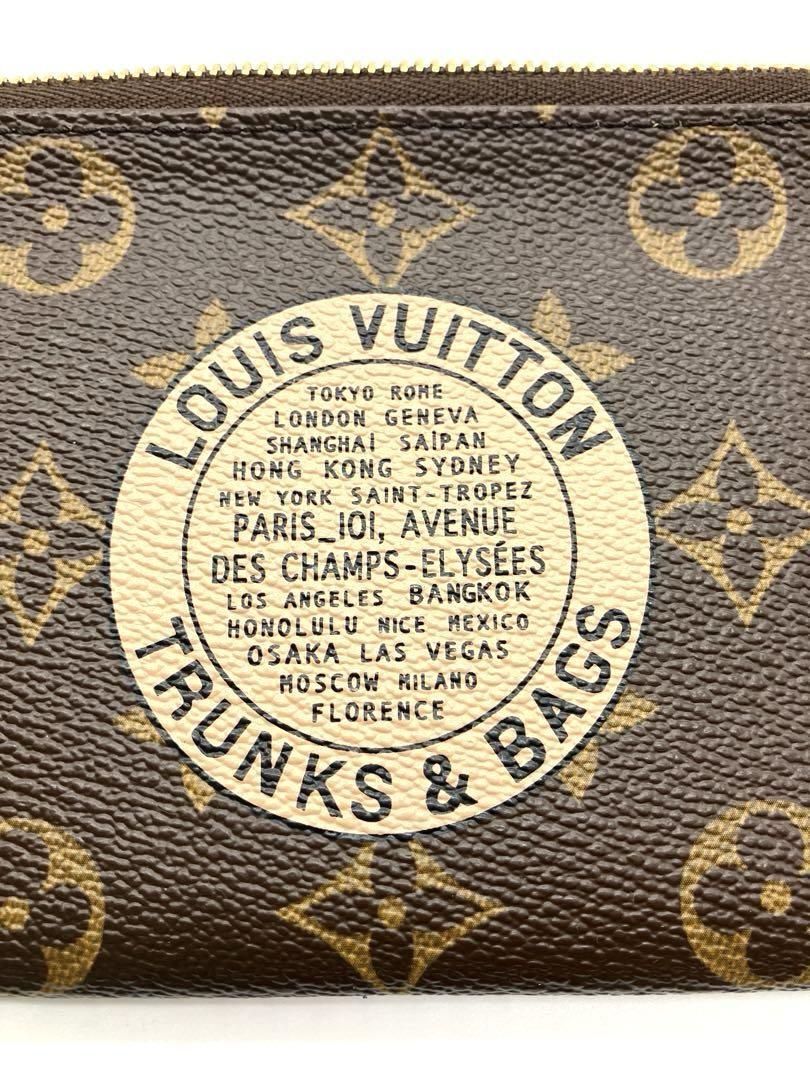 LOUIS VUITTON
TOKYO ROME
LONDON GENEVA
SHANGHAI SAIPAN
HONG KONG SYDNEY
NEW YORK SAINT-TROPEZ
PARIS_101, AVENUE
DES CHAMPS-ELYSÉES
LOS ANGELES BANGKOK
HONOLULU NICE MEXICO
OSAKA LAS VEGAS
MOSCOW MILANO
FLORENCE
TRUNKS & BAGS